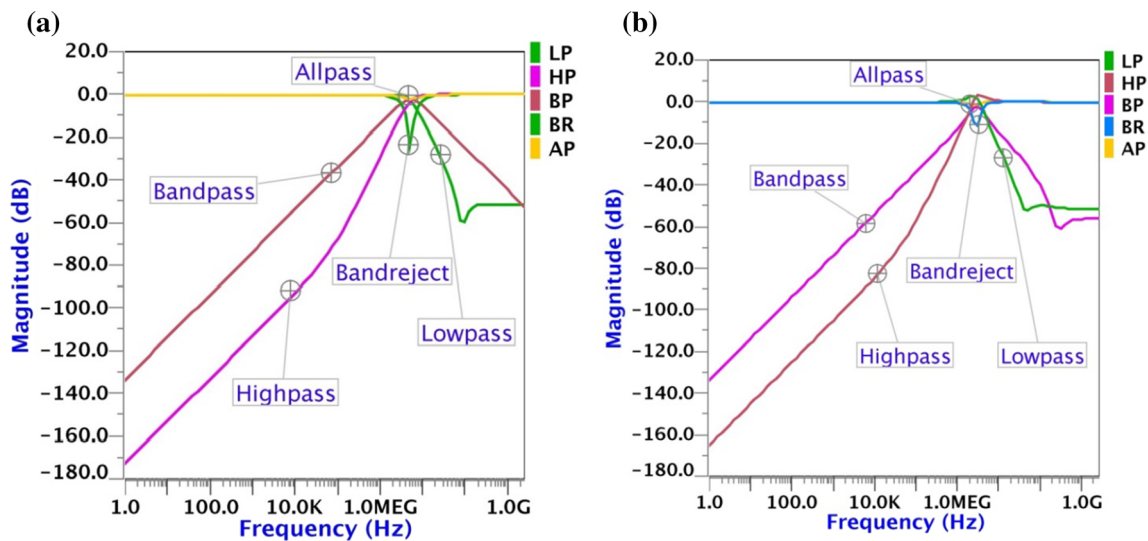 (a)
20.0
0.0
-20.0
-40.0
-60.0
-80.0
-100.0
-120.0
-140.0
-160.0
-180.0
Magnitude (dB)
Allpass
Bandpass
Bandreject
Lowpass
Highpass
LP
HP
BP
BR
AP
1.0 100.0 10.0K 1.0MEG 1.0G
Frequency (Hz)
(b)
20.0
0.0
-20.0
-40.0
-60.0
-80.0
-100.0
-120.0
-140.0
-160.0
-180.0
Magnitude (dB)
Allpass
Bandpass
Bandreject
Highpass
Lowpass
LP
HP
BP
BR
AP
1.0 100.0 10.0K 1.0MEG 1.0G
Frequency (Hz)